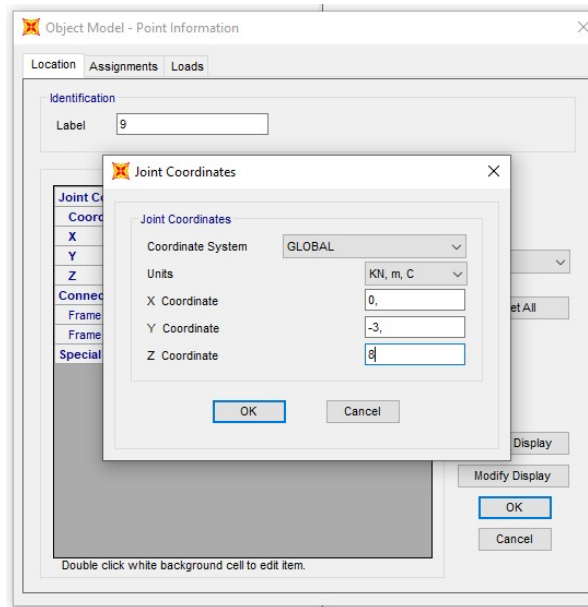 Object Model - Point Information
Location Assignments Loads
Identification
Label 9
Joint Coordinates
Joint Co
Coord
X
Y
Z
Connec
Frame
Frame
Special
Joint Coordinates
Coordinate System GLOBAL
Units KN, m, C
X Coordinate 0,
Y Coordinate -3,
Z Coordinate 8
OK Cancel
et All
Display
Modify Display
OK
Cancel
Double click white background cell to edit item.